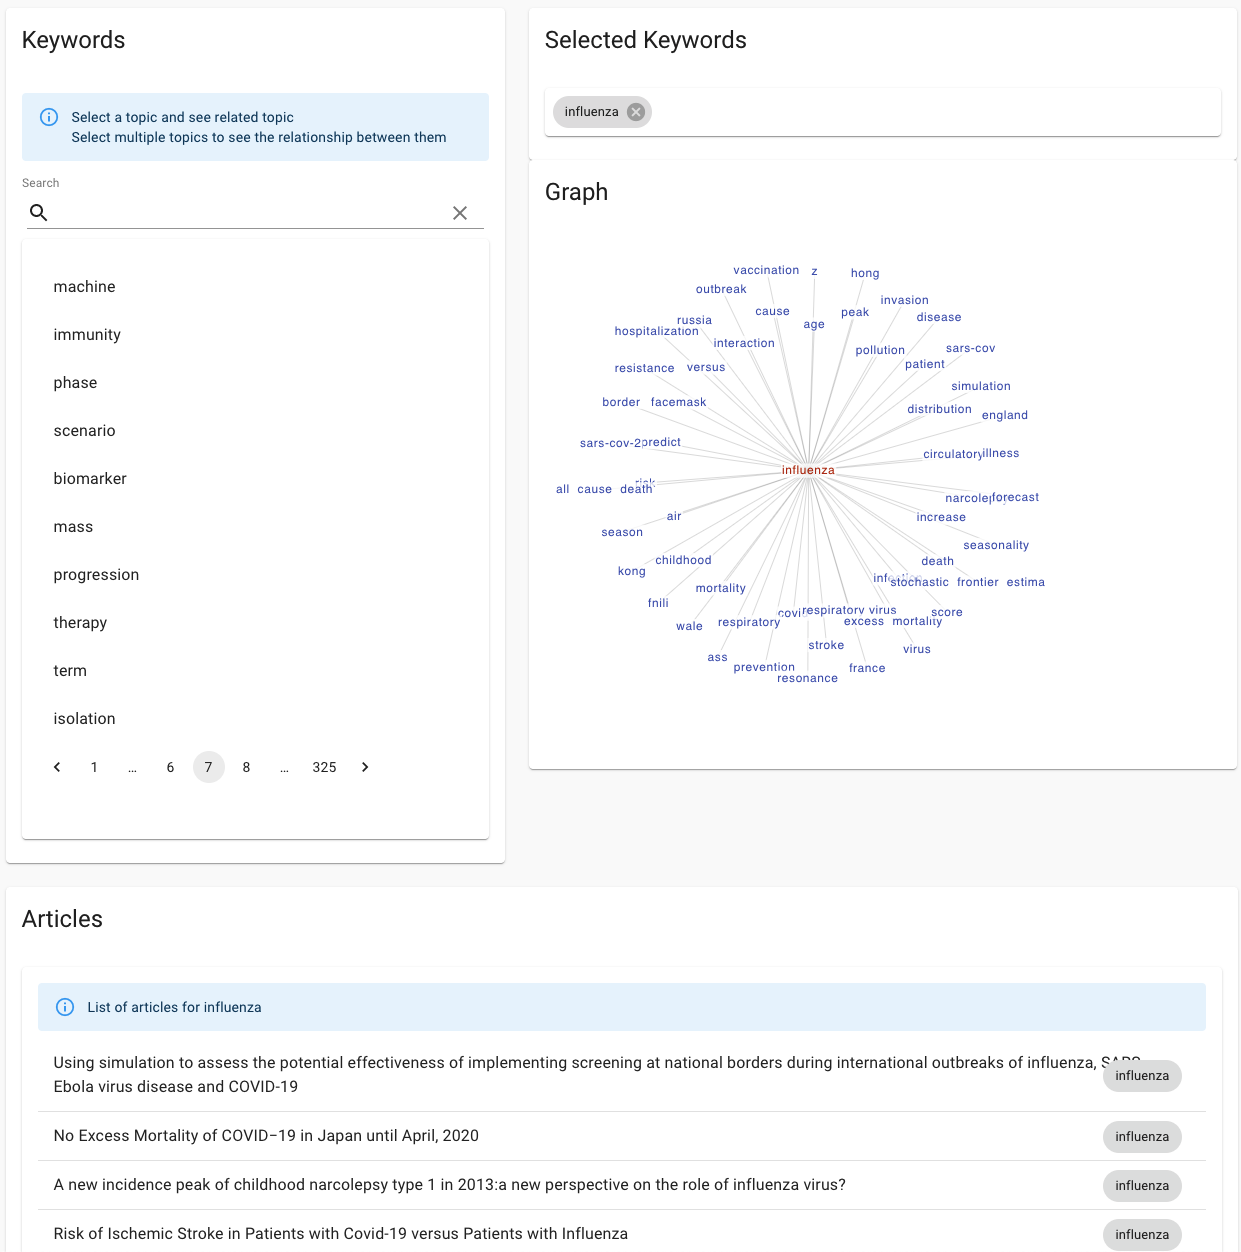 Keywords
Select a topic and see related topic
Select multiple topics to see the relationship between them
Search
machine
immunity
phase
scenario
biomarker
mass
progression
therapy
term
isolation
1 ... 6 7 8 ... 325
Selected Keywords
influenza
Graph
vaccination z hong
outbreak
invasion
cause
peak
disease
russia
age
hospitalization
interaction
pollution
sars-cov
resistance
versus
patient
simulation
border
facemask
distribution
england
sars-cov-2
predict
circulatory
illness
influenza
all cause death
risk
forecast
air
increase
season
seasonality
childhood
death
kong
stochastic frontier estima
mortality
fnili
respiratory virus
score
wale
respiratory
excess mortality
stroke
virus
ass
prevention
france
resonance
Articles
List of articles for influenza
Using simulation to assess the potential effectiveness of implementing screening at national borders during international outbreaks of influenza, SARS
Ebola virus disease and COVID-19
influenza
No Excess Mortality of COVID-19 in Japan until April, 2020
influenza
A new incidence peak of childhood narcolepsy type 1 in 2013:a new perspective on the role of influenza virus?
influenza
Risk of Ischemic Stroke in Patients with Covid-19 versus Patients with Influenza
influenza